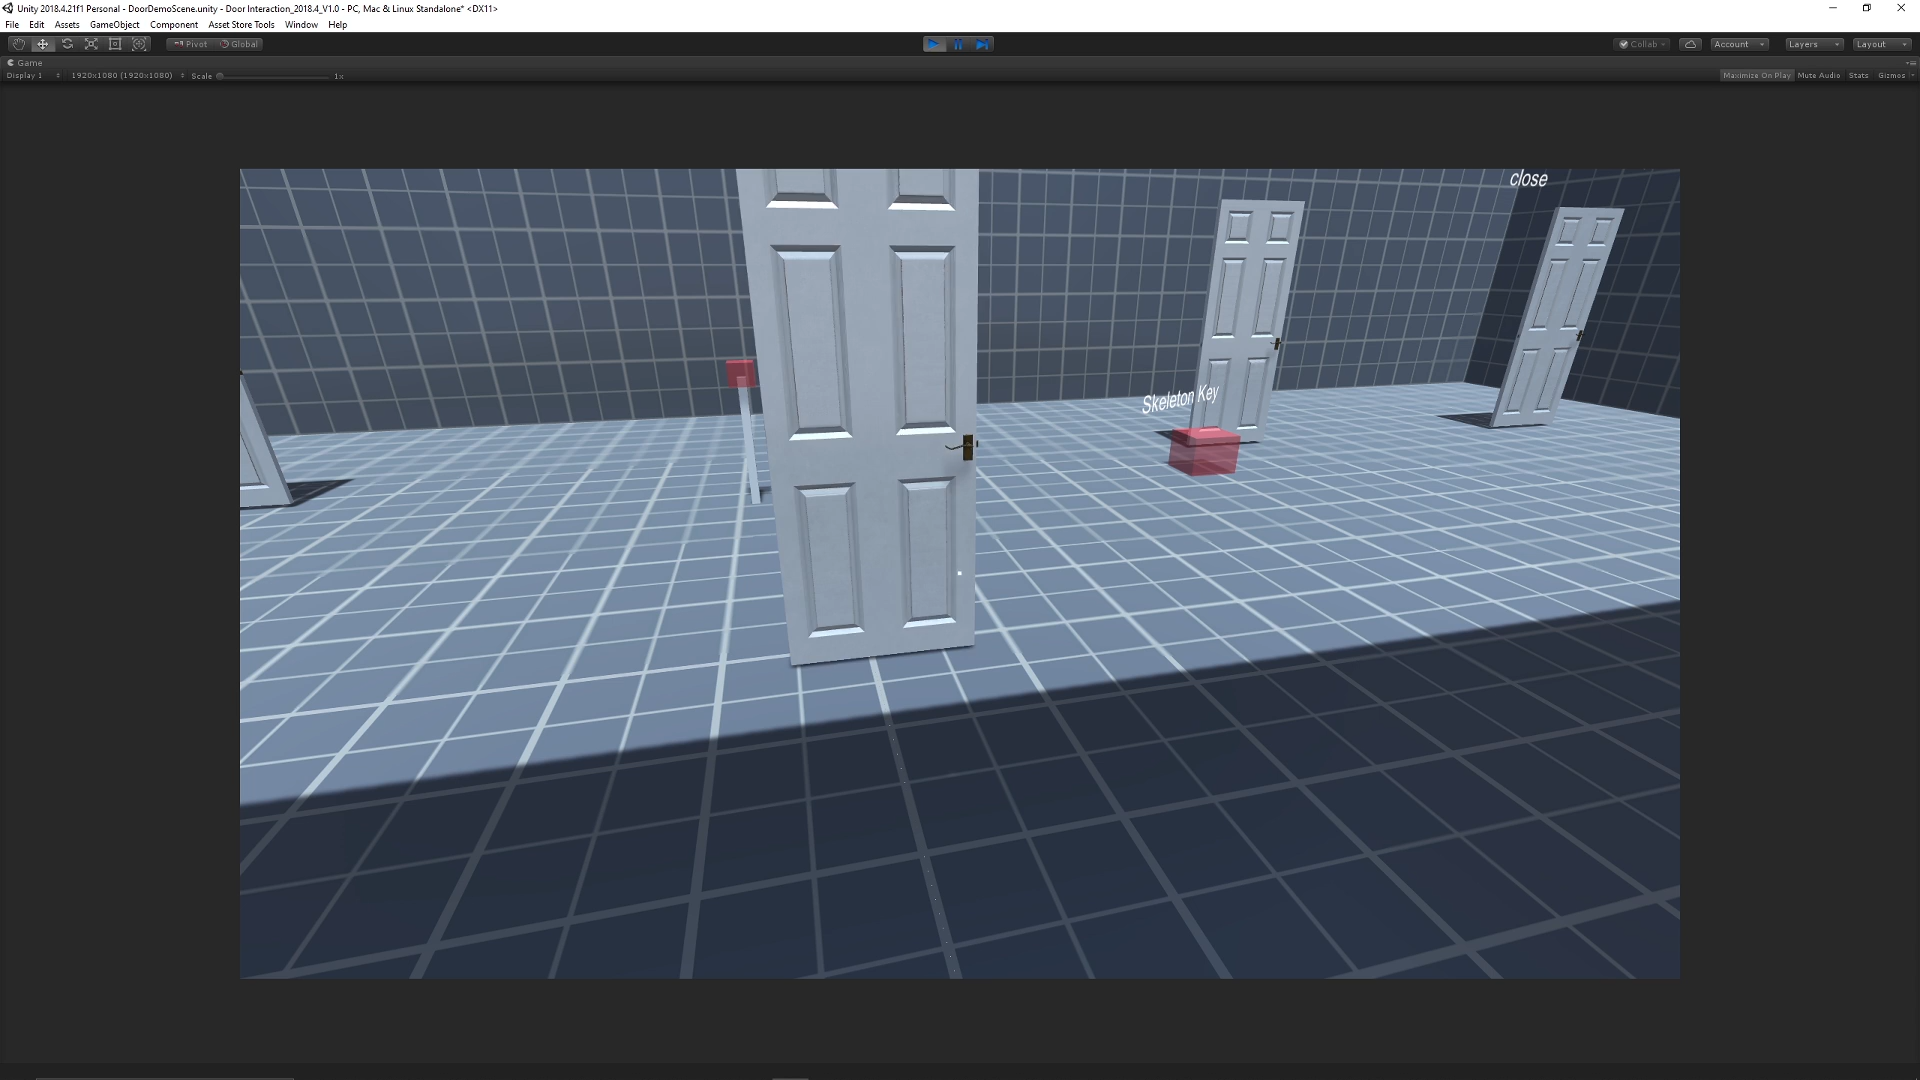 Unity 2018.4.21f1 Personal - DoorDemoScene.unity - Door Interaction_2018.4_V1.0 - PC, Mac & Linux Standalone* <DX11>
File Edit Assets GameObject Component Asset Store Tools Window Help
Pivot Global Collab Account Layers Layout
Game
Display 1 1920x1080 (1920x1080) Scale 1x Maximize On Play Mute Audio Stats Gizmos
close
Skeleton Key